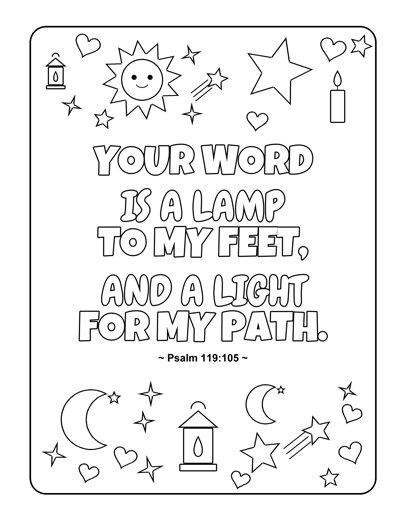 YOUR WORD
IS A LAMP
TO MY FEET,
AND A LIGHT
FOR MY PATH.
~ Psalm 119:105 ~